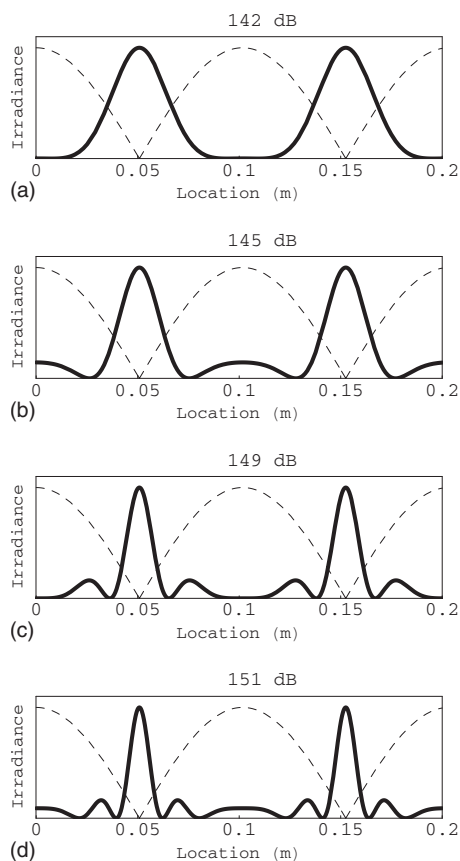 142 dB
Irradiance
0 0.05 0.1 0.15 0.2
(a) Location (m)
145 dB
Irradiance
0 0.05 0.1 0.15 0.2
(b) Location (m)
149 dB
Irradiance
0 0.05 0.1 0.15 0.2
(c) Location (m)
151 dB
Irradiance
0 0.05 0.1 0.15 0.2
(d) Location (m)